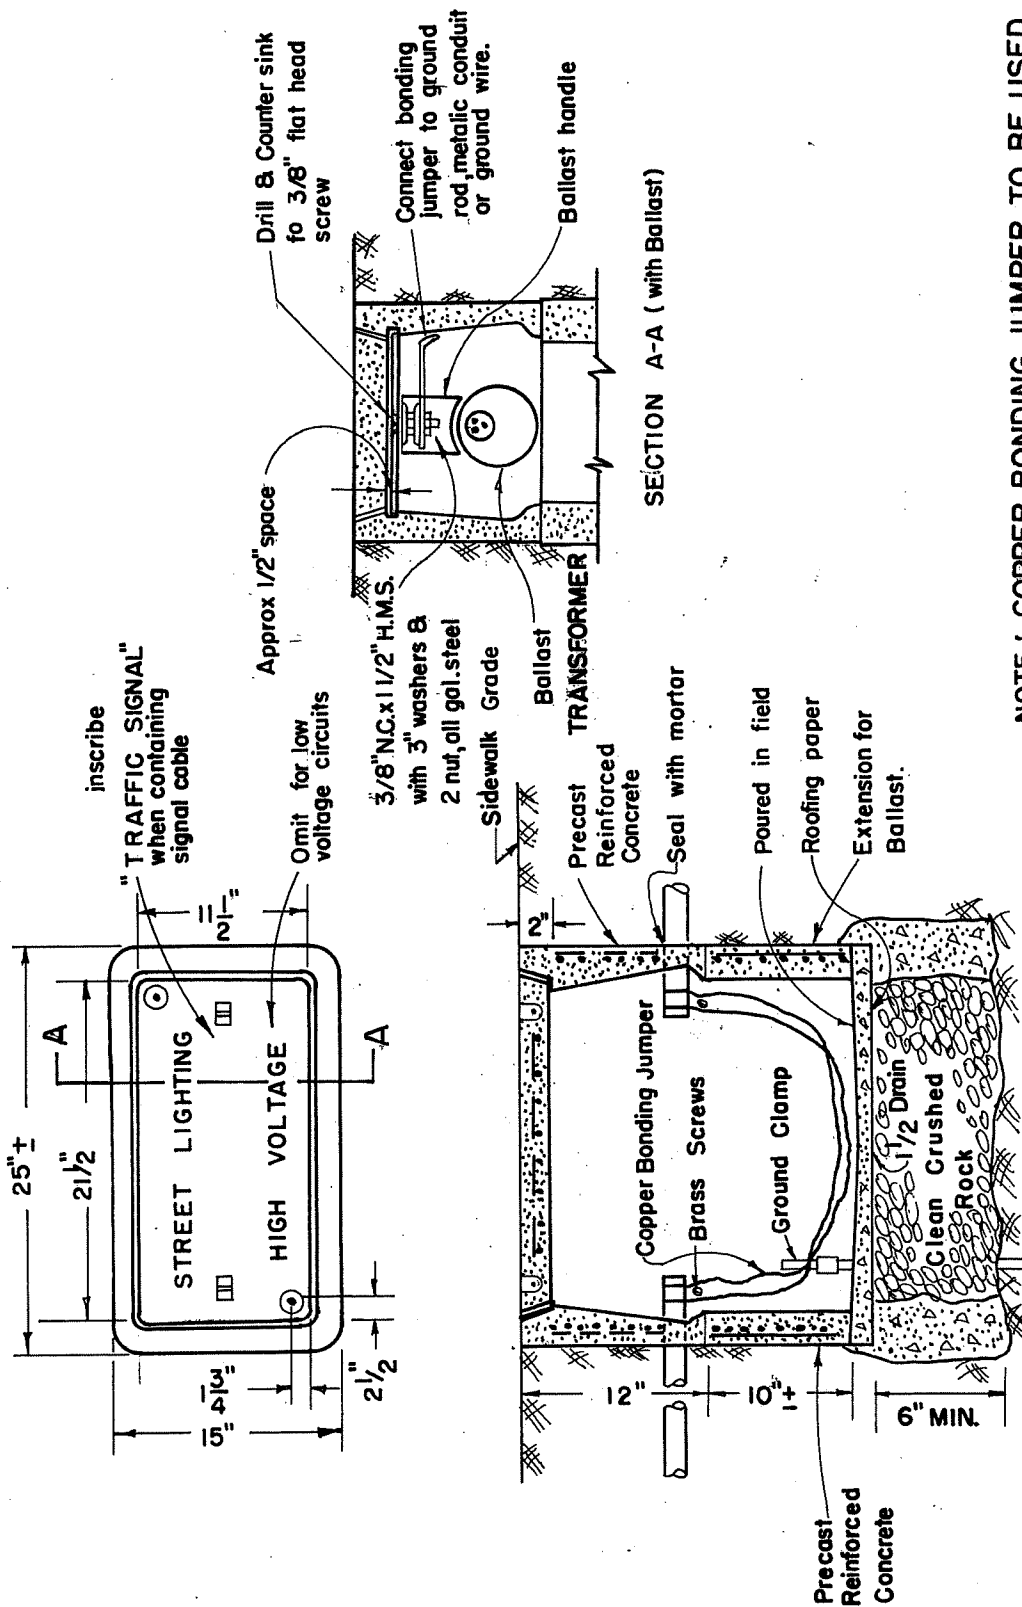 25"±
21½"
15"
1¾"
2½"
11
½"
A
A
STREET LIGHTING
HIGH VOLTAGE
inscribe
"TRAFFIC SIGNAL"
when containing
signal cable
Omit for low
voltage circuits
Approx 1/2" space
Drill & Counter sink
fo 3/8" flat head
screw
Connect bonding
jumper to ground
rod, metalic conduit
or ground wire.
Ballast handle
3/8" N.C. x 1 1/2" H.M.S.
with 3" washers &
2 nut, all gal. steel
Ballast
TRANSFORMER
SECTION A-A (with Ballast)
Sidewalk Grade
2"
Precast
Reinforced
Concrete
Seal with mortar
Poured in field
Roofing paper
Extension for
Ballast.
Copper Bonding Jumper
Brass Screws
Ground Clamp
1½ Drain
Clean Crushed
Rock
12"
10"±
6" MIN.
Precast
Reinforced
Concrete
NOTE: COPPER BONDING JUMPER TO BE USED